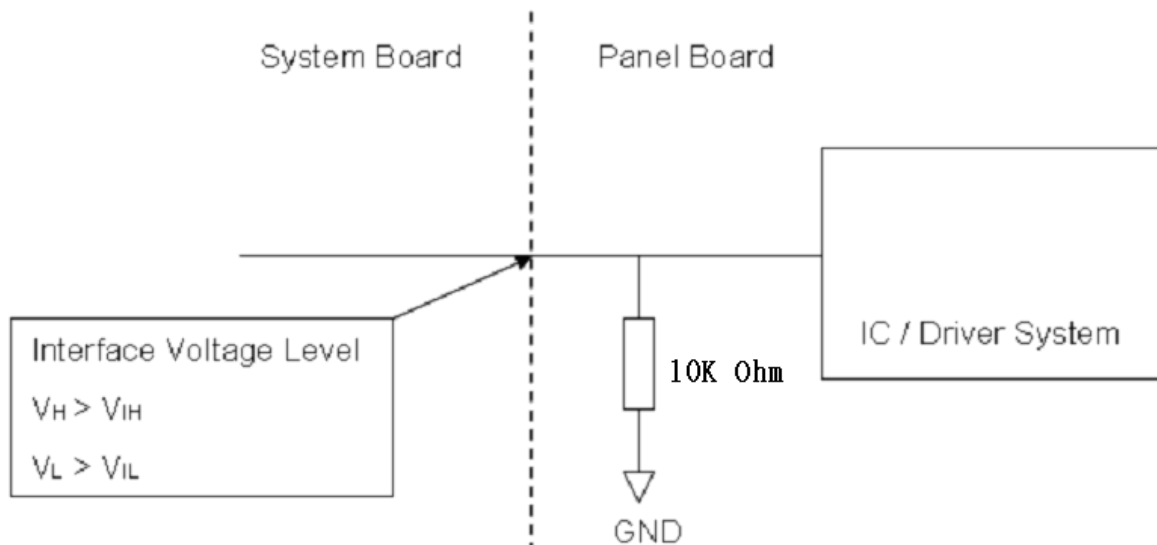 System Board
Panel Board
Interface Voltage Level
VH > VIH
VL > VIL
10K Ohm
IC / Driver System
GND